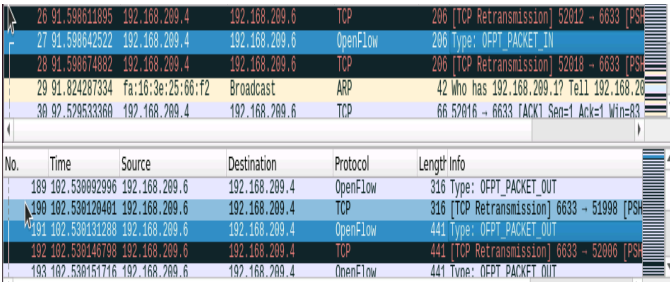 26 91.598611895 192.168.209.4 192.168.209.6 TCP 206 [TCP Retransmission] 52012 → 6633 [PSH
27 91.598642522 192.168.209.4 192.168.209.6 OpenFlow 206 Type: OFPT_PACKET_IN
28 91.598674882 192.168.209.4 192.168.209.6 TCP 206 [TCP Retransmission] 52018 → 6633 [PSH
29 91.824287334 fa:16:3e:25:66:f2 Broadcast ARP 42 Who has 192.168.209.1? Tell 192.168.20
30 92.529533360 192.168.209.4 192.168.209.6 TCP 66 52016 → 6633 [ACK] Seq=1 Ack=1 Win=83
No. Time Source Destination Protocol Length Info
189 102.530092996 192.168.209.6 192.168.209.4 OpenFlow 316 Type: OFPT_PACKET_OUT
190 102.530120401 192.168.209.6 192.168.209.4 TCP 316 [TCP Retransmission] 6633 → 51998 [PSH
191 102.530131288 192.168.209.6 192.168.209.4 OpenFlow 441 Type: OFPT_PACKET_OUT
192 102.530146798 192.168.209.6 192.168.209.4 TCP 441 [TCP Retransmission] 6633 → 52006 [PSH
193 102.530151716 192.168.209.6 192.168.209.4 OpenFlow 441 Type: OFPT_PACKET_OUT